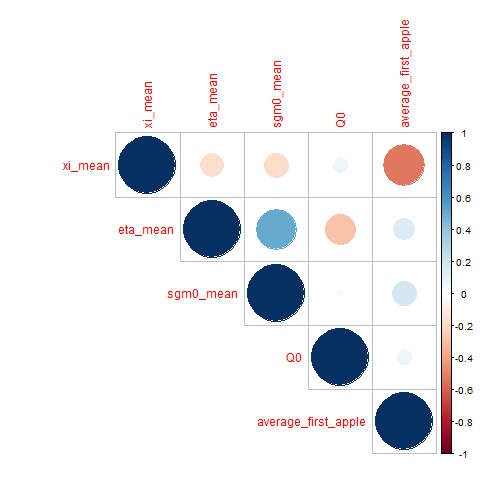 xi_mean
eta_mean
sgm0_mean
Q0
average_first_apple
xi_mean
eta_mean
sgm0_mean
Q0
average_first_apple
1
0.8
0.6
0.4
0.2
0
-0.2
-0.4
-0.6
-0.8
-1